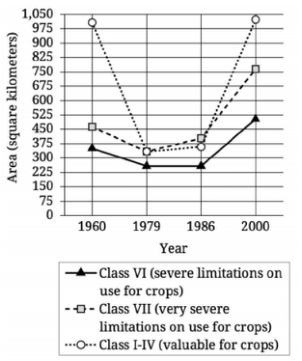 1,050
975
900
825
750
675
600
525
450
375
300
225
150
75
0
Area (square kilometers)
1960 1979 1986 2000
Year
Class VI (severe limitations on
use for crops)
Class VII (very severe
limitations on use for crops)
Class I-IV (valuable for crops)